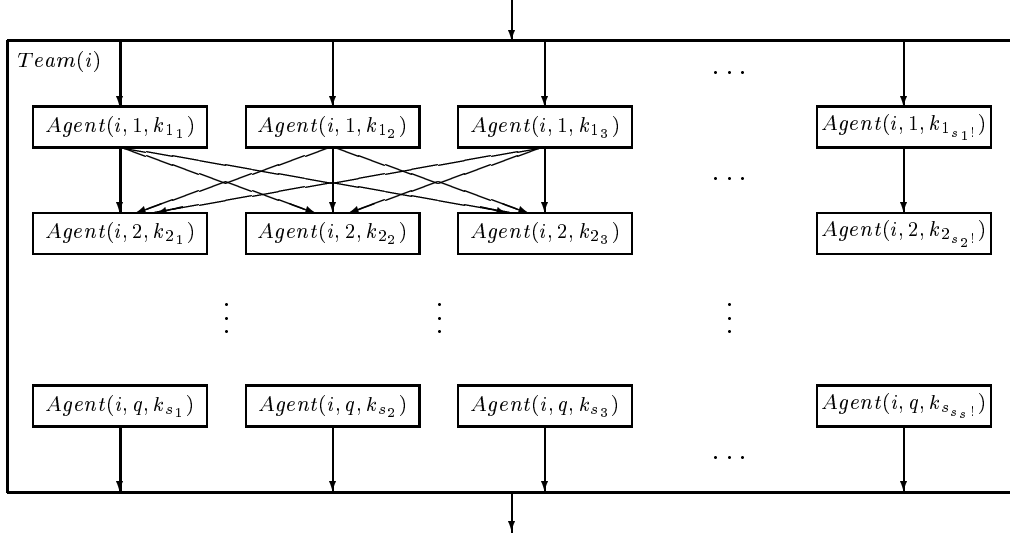 Team(i)
. . .
Agent(i, 1, k_{1_1}) Agent(i, 1, k_{1_2}) Agent(i, 1, k_{1_3}) Agent(i, 1, k_{1_{s_1!}})
. . .
Agent(i, 2, k_{2_1}) Agent(i, 2, k_{2_2}) Agent(i, 2, k_{2_3}) Agent(i, 2, k_{2_{s_2!}})
⋮ ⋮ ⋮
Agent(i, q, k_{s_1}) Agent(i, q, k_{s_2}) Agent(i, q, k_{s_3}) Agent(i, q, k_{s_{s_s!}})
. . .